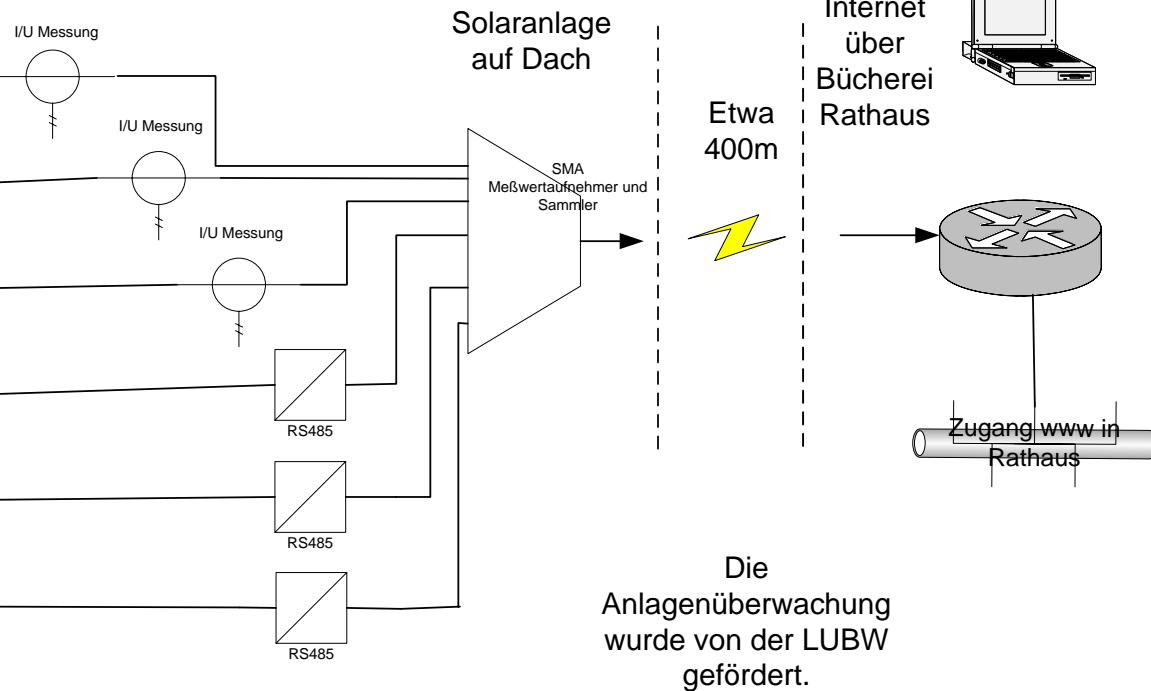 I/U Messung
I/U Messung
I/U Messung
Solaranlage
auf Dach
Etwa
400m
Internet
über
Bücherei
Rathaus
SMA
Meßwertaufnehmer und
Sammler
RS485
RS485
RS485
Zugang www in
Rathaus
Die
Anlagenüberwachung
wurde von der LUBW
gefördert.